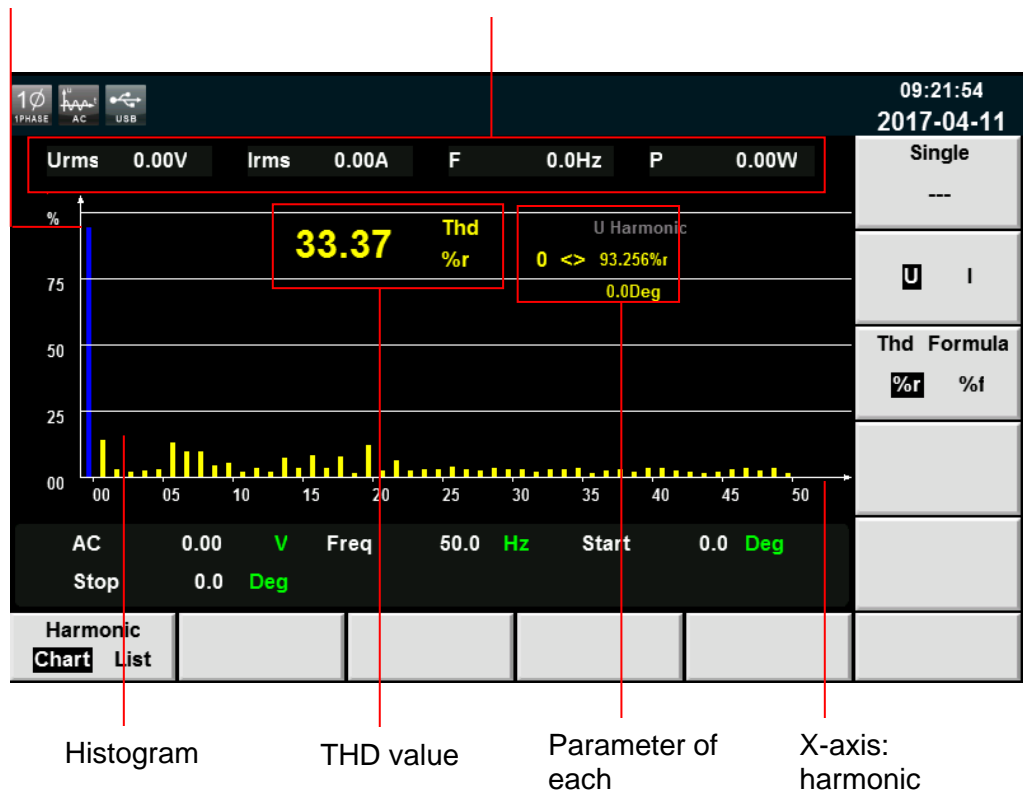 1Ø
1PHASE
U
t
AC
USB
09:21:54
2017-04-11
Urms 0.00V Irms 0.00A F 0.0Hz P 0.00W
Single
---
%
33.37
Thd
%r
U Harmonic
0 <> 93.256%r
0.0Deg
U I
75
50
25
00
Thd Formula
%r %f
00 05 10 15 20 25 30 35 40 45 50
AC 0.00 V Freq 50.0 Hz Start 0.0 Deg
Stop 0.0 Deg
Harmonic
Chart List
Histogram
THD value
Parameter of
each
X-axis:
harmonic